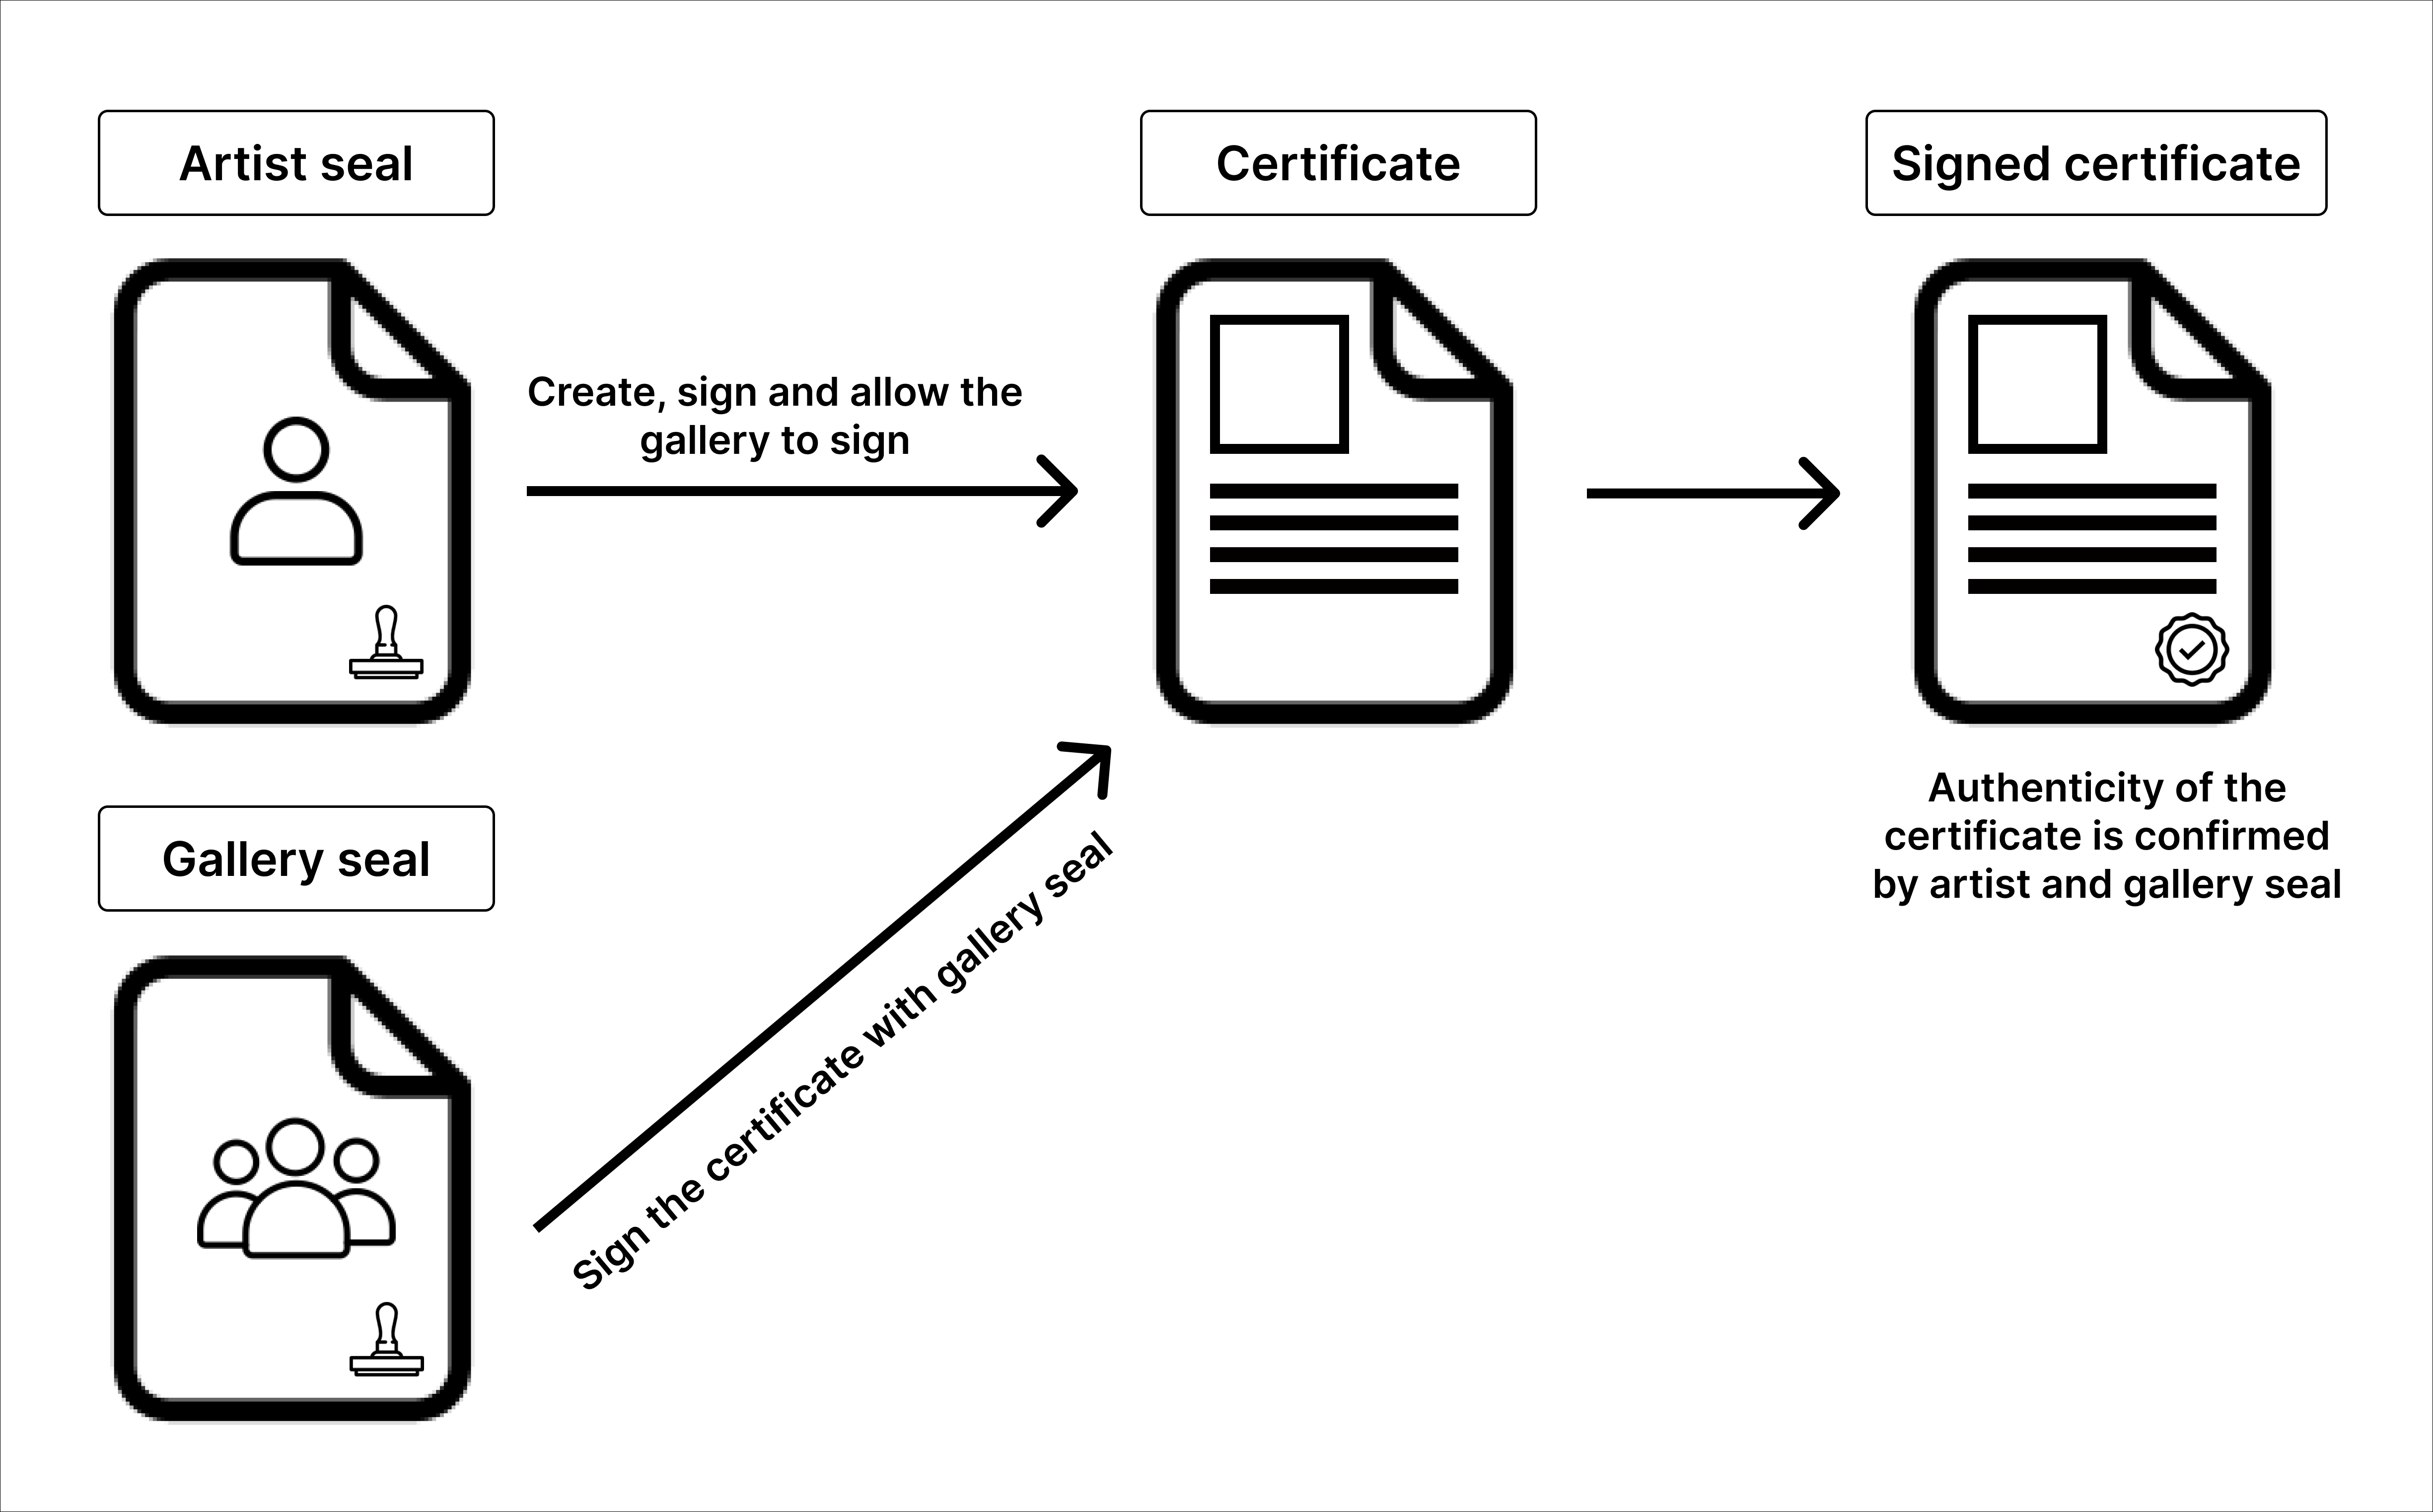 Artist seal
Certificate
Signed certificate
Create, sign and allow the
gallery to sign
Authenticity of the
certificate is confirmed
by artist and gallery seal
Gallery seal
Sign the certificate with gallery seal